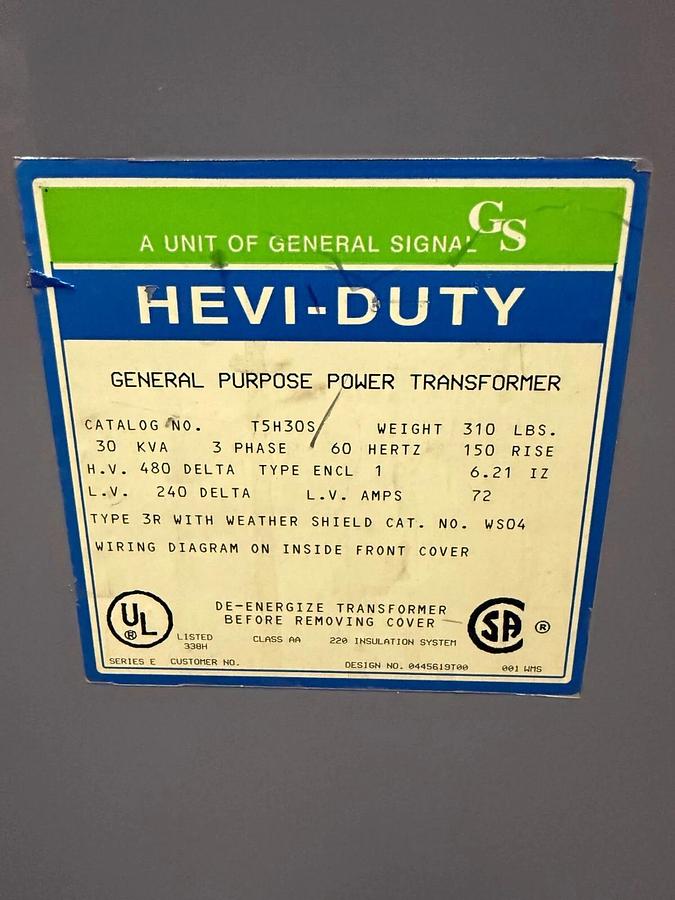 GS
A UNIT OF GENERAL SIGNAL
HEVI-DUTY
GENERAL PURPOSE POWER TRANSFORMER
CATALOG NO. T5H30S WEIGHT 310 LBS.
30 KVA 3 PHASE 60 HERTZ 150 RISE
H.V. 480 DELTA TYPE ENCL 1 6.21 IZ
L.V. 240 DELTA L.V. AMPS 72
TYPE 3R WITH WEATHER SHIELD CAT. NO. WS04
WIRING DIAGRAM ON INSIDE FRONT COVER
DE-ENERGIZE TRANSFORMER
BEFORE REMOVING COVER
UL ® LISTED 338H CLASS AA 220 INSULATION SYSTEM SA ®
SERIES E CUSTOMER NO. DESIGN NO. 0445619T00 001 WMS